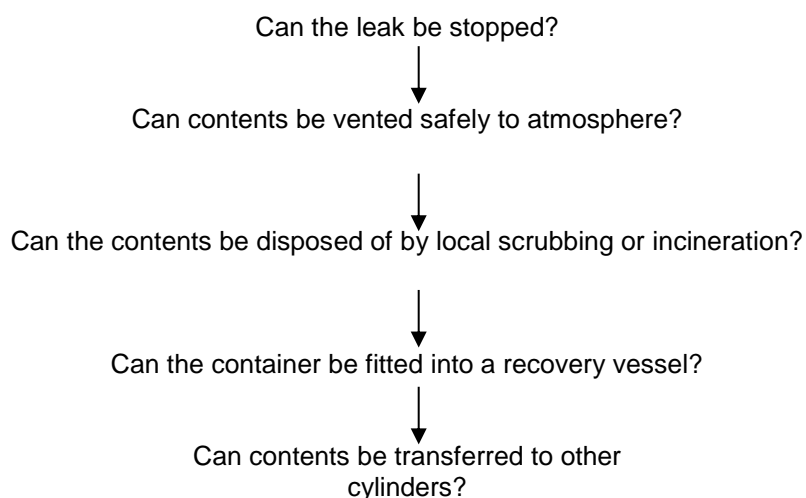 Can the leak be stopped?
Can contents be vented safely to atmosphere?
Can the contents be disposed of by local scrubbing or incineration?
Can the container be fitted into a recovery vessel?
Can contents be transferred to other
cylinders?